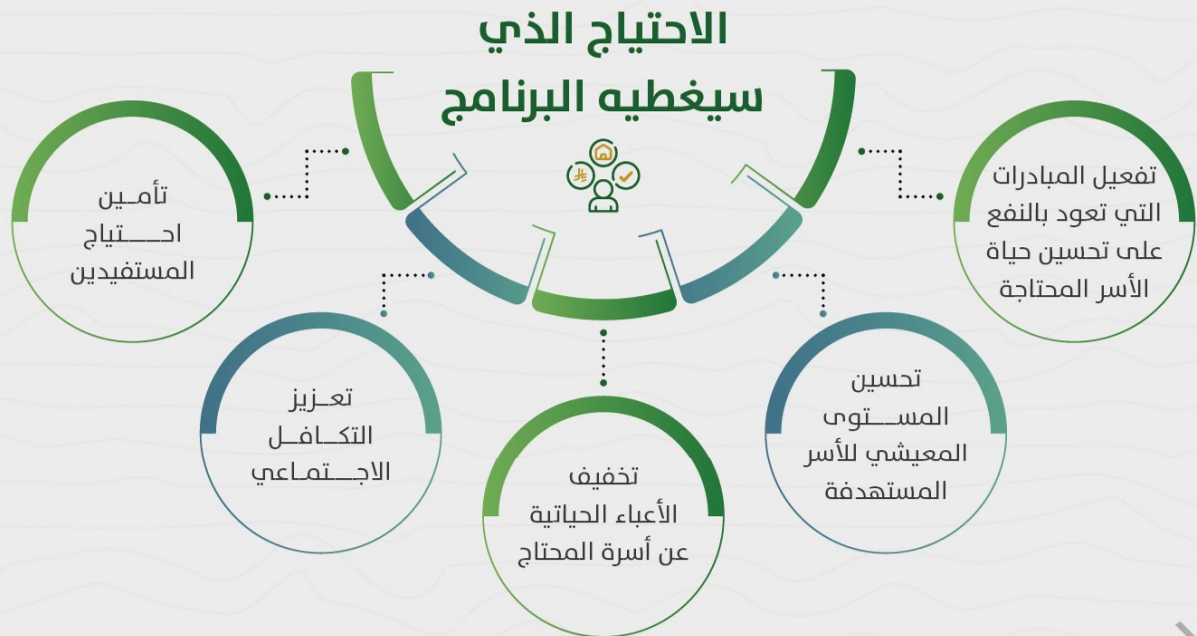 الاحتياج الذي
سيغطيه البرنامج
تفعيل المبادرات
التي تعود بالنفع
على تحسين حياة
الأسر المحتاجة
تحسين
المستوى
المعيشي للأسر
المستهدفة
تخفيف
الأعباء الحياتية
عن أسرة المحتاج
تعزيز
التكافل
الاجتماعي
تأمين
احتياج
المستفيدين